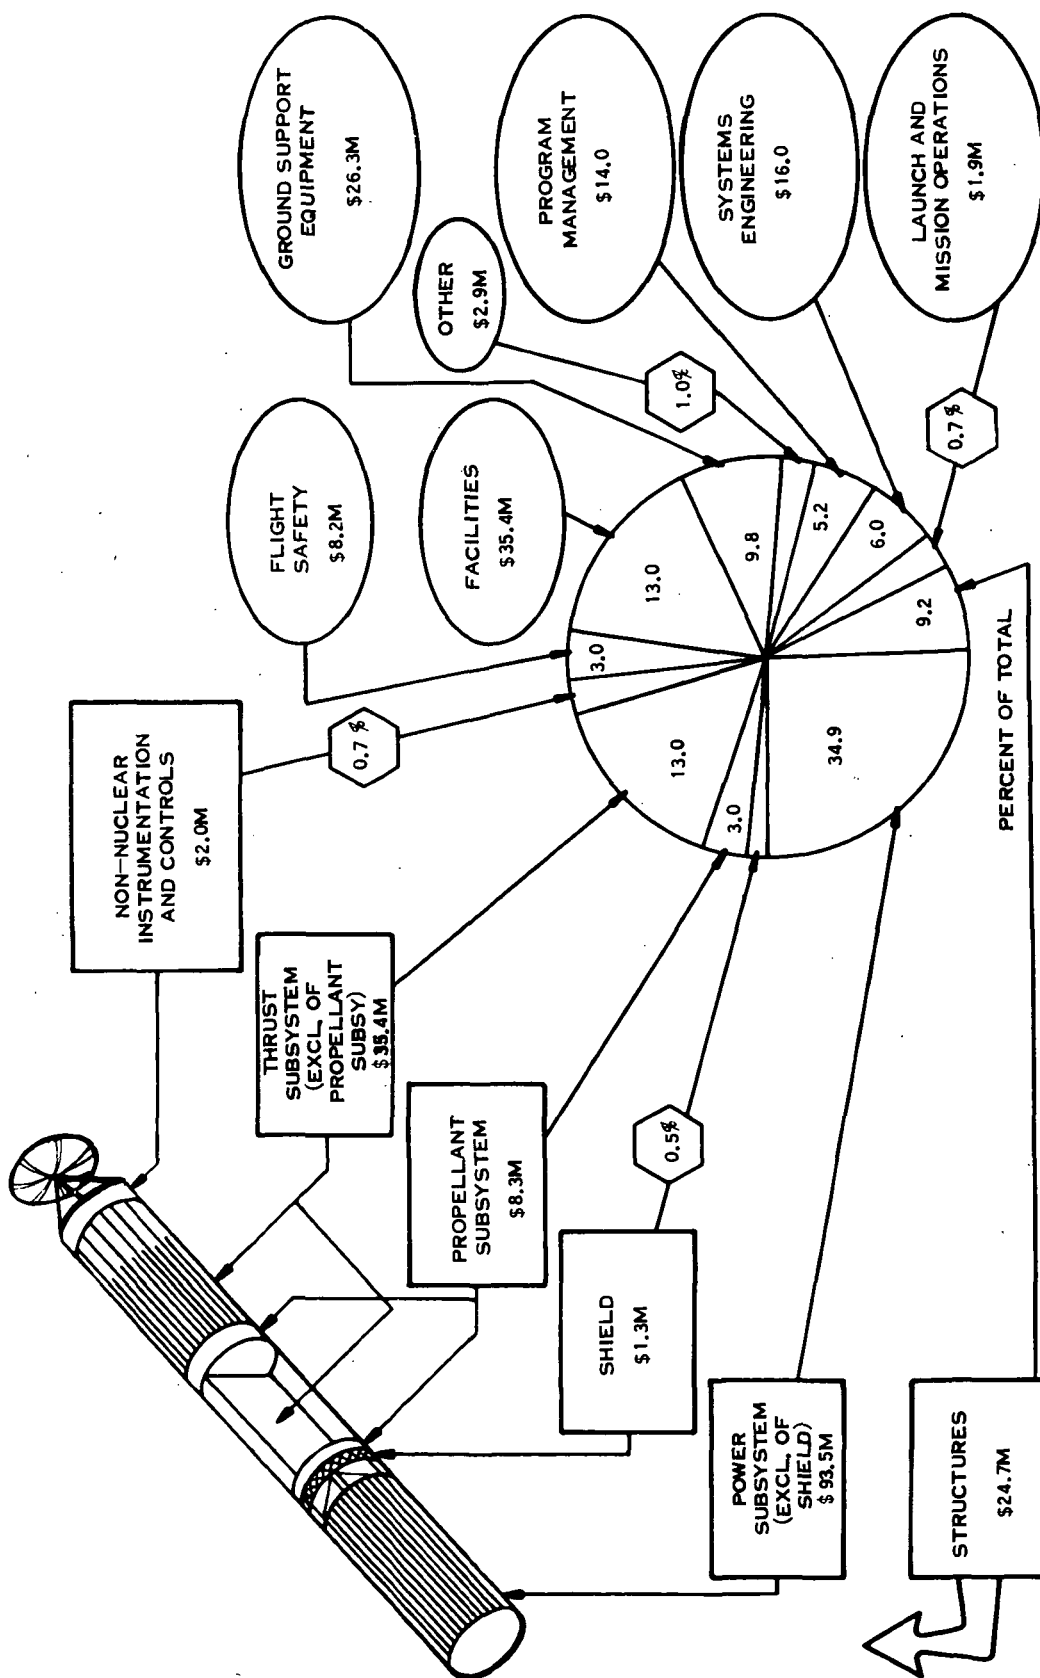 NON-NUCLEAR
INSTRUMENTATION
AND CONTROLS
$2.0M
THRUST
SUBSYSTEM
(EXCL. OF
PROPELLANT
SUBSY)
$35.4M
FLIGHT
SAFETY
$8.2M
GROUND SUPPORT
EQUIPMENT
$26.3M
0.7 %
PROPELLANT
SUBSYSTEM
$8.3M
FACILITIES
$35.4M
OTHER
$2.9M
PROGRAM
MANAGEMENT
$14.0
SHIELD
$1.3M
0.5%
1.0%
3.0
13.0
13.0
9.8
3.0
5.2
6.0
34.9
9.2
SYSTEMS
ENGINEERING
$16.0
POWER
SUBSYSTEM
(EXCL. OF
SHIELD)
$93.5M
LAUNCH AND
MISSION OPERATIONS
$1.9M
0.7 %
STRUCTURES
$24.7M
PERCENT OF TOTAL